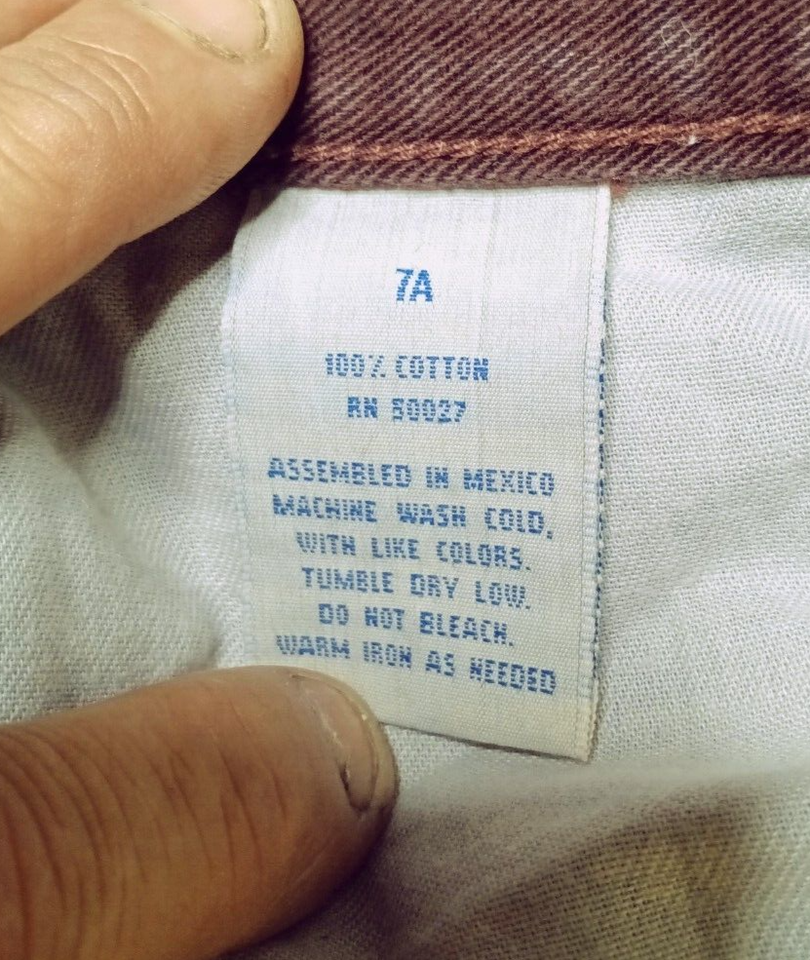 7A
100% COTTON
RN 50027
ASSEMBLED IN MEXICO
MACHINE WASH COLD,
WITH LIKE COLORS.
TUMBLE DRY LOW.
DO NOT BLEACH.
WARM IRON AS NEEDED